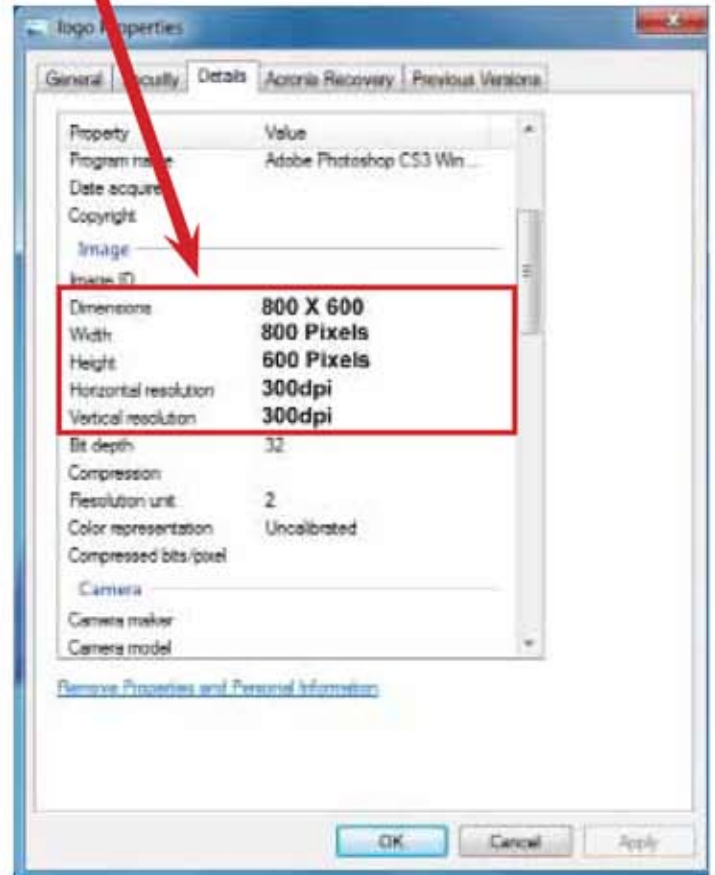 logo Properties
General Security Details Acronis Recovery Previous Versions
Property Value
Program name Adobe Photoshop CS3 Win...
Date acquired
Copyright
Image
Image ID
Dimensions 800 X 600
Width 800 Pixels
Height 600 Pixels
Horizontal resolution 300dpi
Vertical resolution 300dpi
Bit depth 32
Compression
Resolution unit 2
Color representation Uncalibrated
Compressed bits/pixel
Camera
Camera maker
Camera model
Remove Properties and Personal Information
OK Cancel Apply